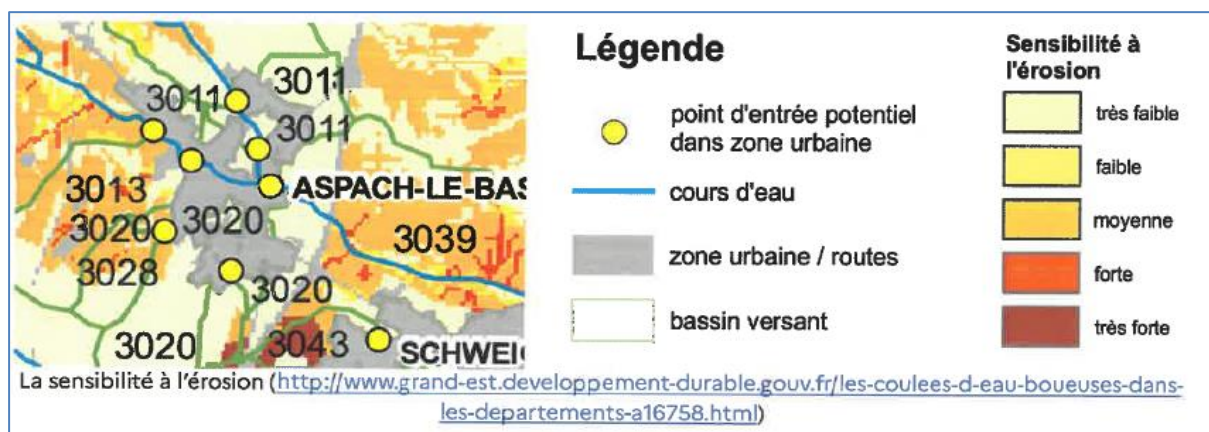 3011
3011
3011
3013
ASPACH-LE-BAS
3020
3020
3039
3028
3020
3020
3043
SCHWEIG
Légende
point d'entrée potentiel
dans zone urbaine
cours d'eau
zone urbaine / routes
bassin versant
Sensibilité à
l'érosion
très faible
faible
moyenne
forte
très forte
La sensibilité à l'érosion (http://www.grand-est.developpement-durable.gouv.fr/les-coulees-d-eau-boueuses-dans-
les-departements-a16758.html)